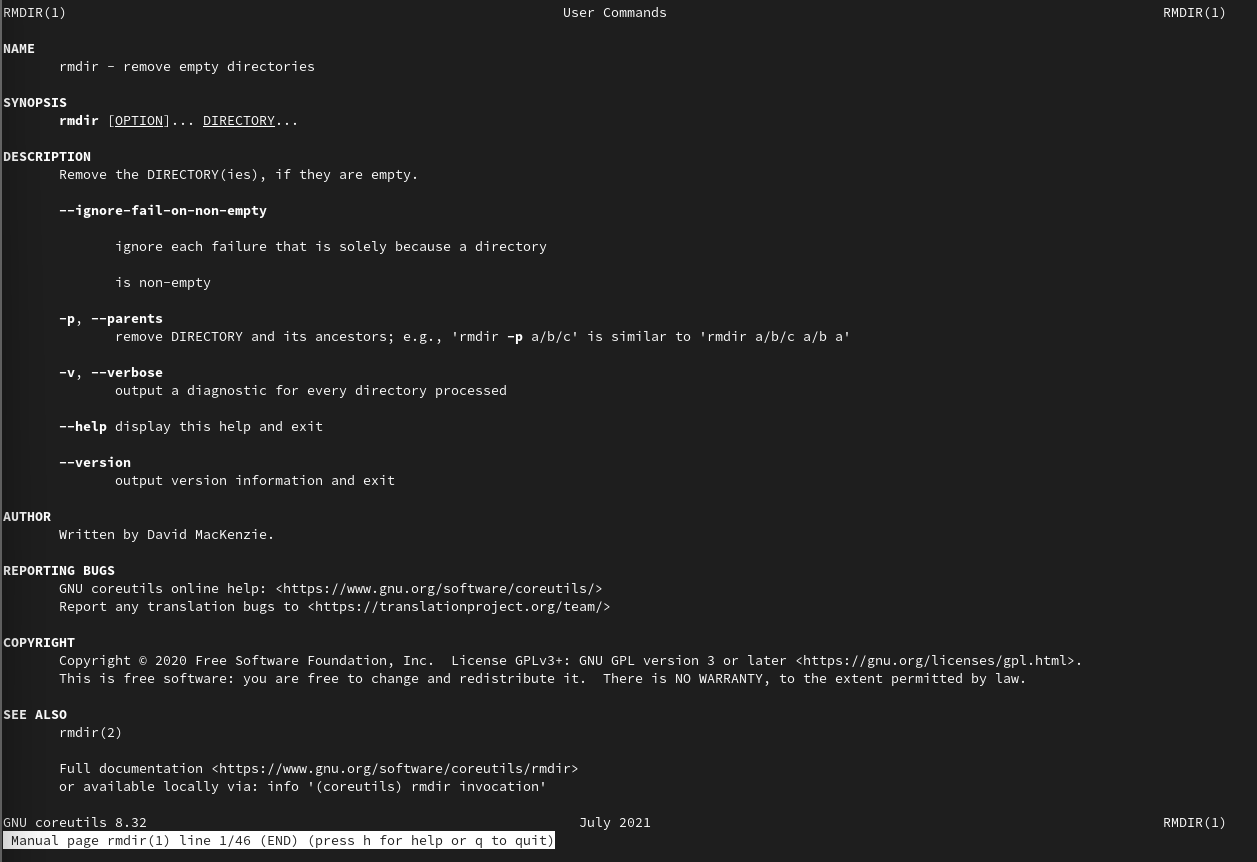 RMDIR(1) User Commands RMDIR(1)
NAME
rmdir - remove empty directories
SYNOPSIS
rmdir [OPTION]... DIRECTORY...
DESCRIPTION
Remove the DIRECTORY(ies), if they are empty.
--ignore-fail-on-non-empty
ignore each failure that is solely because a directory
is non-empty
-p, --parents
remove DIRECTORY and its ancestors; e.g., 'rmdir -p a/b/c' is similar to 'rmdir a/b/c a/b a'
-v, --verbose
output a diagnostic for every directory processed
--help display this help and exit
--version
output version information and exit
AUTHOR
Written by David MacKenzie.
REPORTING BUGS
GNU coreutils online help: <https://www.gnu.org/software/coreutils/>
Report any translation bugs to <https://translationproject.org/team/>
COPYRIGHT
Copyright © 2020 Free Software Foundation, Inc.  License GPLv3+: GNU GPL version 3 or later <https://gnu.org/licenses/gpl.html>.
This is free software: you are free to change and redistribute it.  There is NO WARRANTY, to the extent permitted by law.
SEE ALSO
rmdir(2)
Full documentation <https://www.gnu.org/software/coreutils/rmdir>
or available locally via: info '(coreutils) rmdir invocation'
GNU coreutils 8.32 July 2021 RMDIR(1)
Manual page rmdir(1) line 1/46 (END) (press h for help or q to quit)